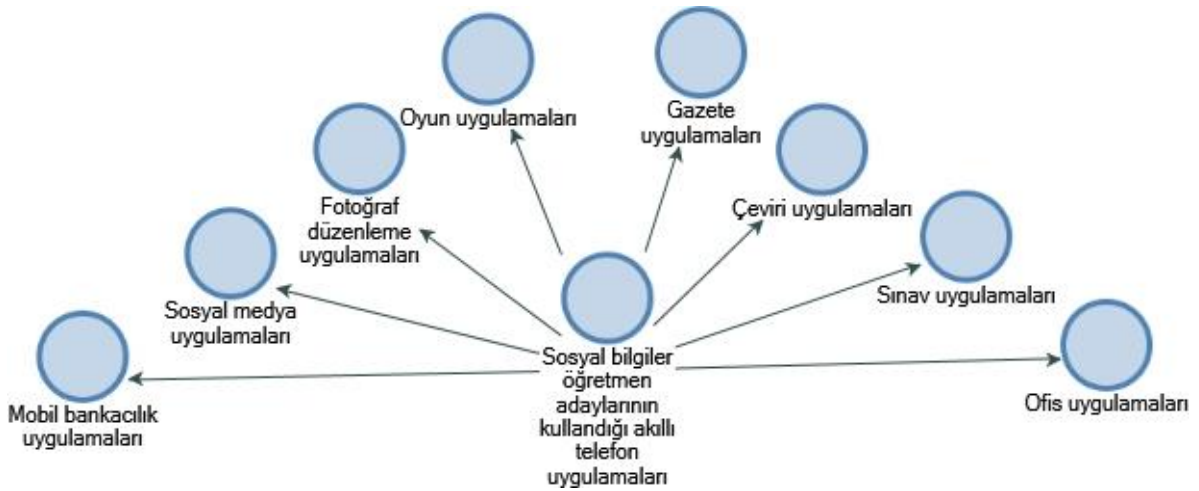 Oyun uygulamaları
Gazete
uygulamaları
Fotoğraf
düzenleme
uygulamaları
Çeviri uygulamaları
Sosyal medya
uygulamaları
Sınav uygulamaları
Mobil bankacılık
uygulamaları
Sosyal bilgiler
öğretmen
adaylarının
kullandığı akıllı
telefon
uygulamaları
Ofis uygulamaları